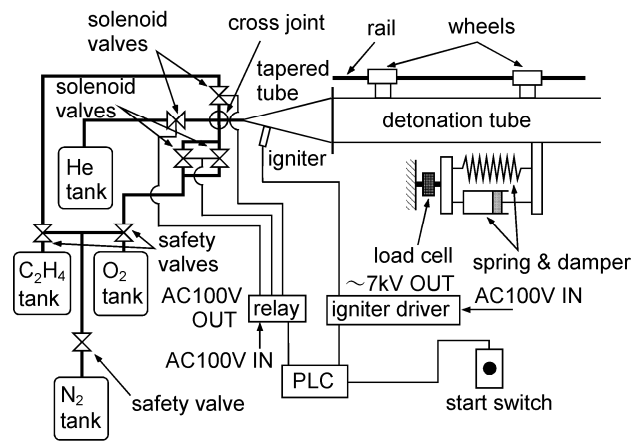 solenoid
valves
cross joint
rail
wheels
solenoid
valves
tapered
tube
detonation tube
igniter
He
tank
load cell
spring & damper
safety
valves
C₂H₄
tank
O₂
tank
AC100V
OUT
relay
～7kV OUT
igniter driver
AC100V IN
AC100V IN
PLC
start switch
N₂
tank
safety valve